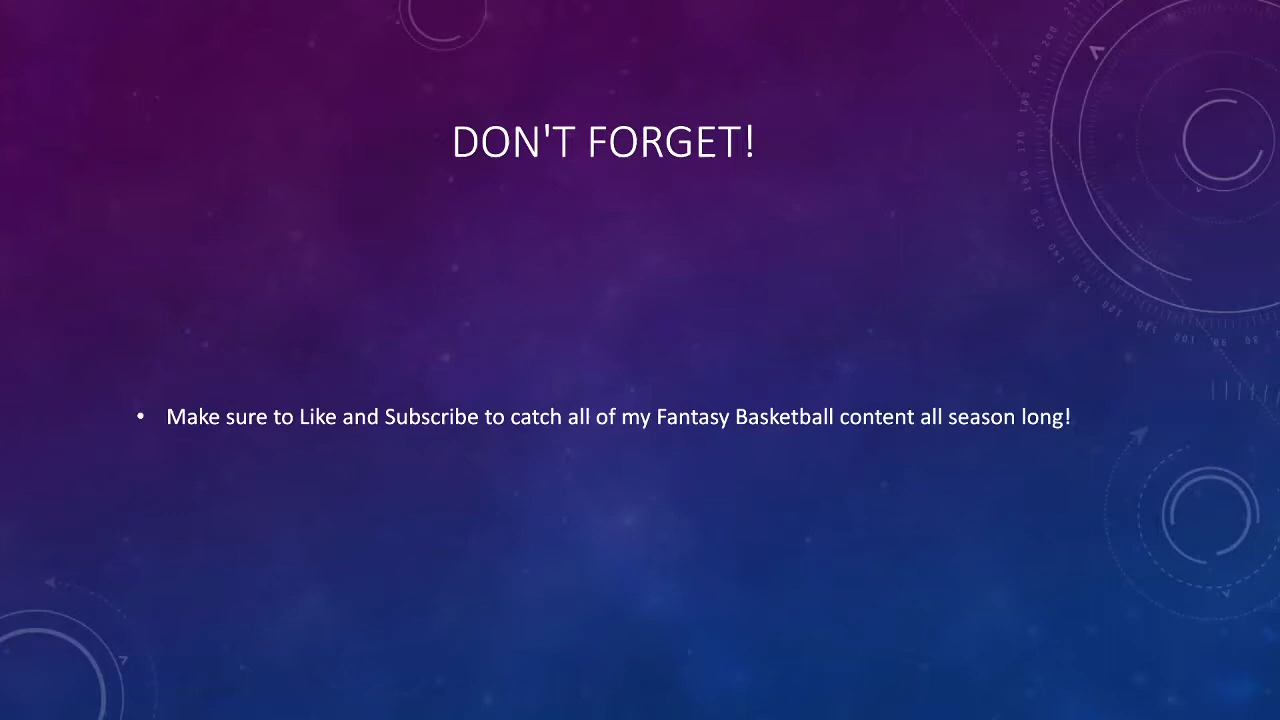 DON'T FORGET!
• Make sure to Like and Subscribe to catch all of my Fantasy Basketball content all season long!